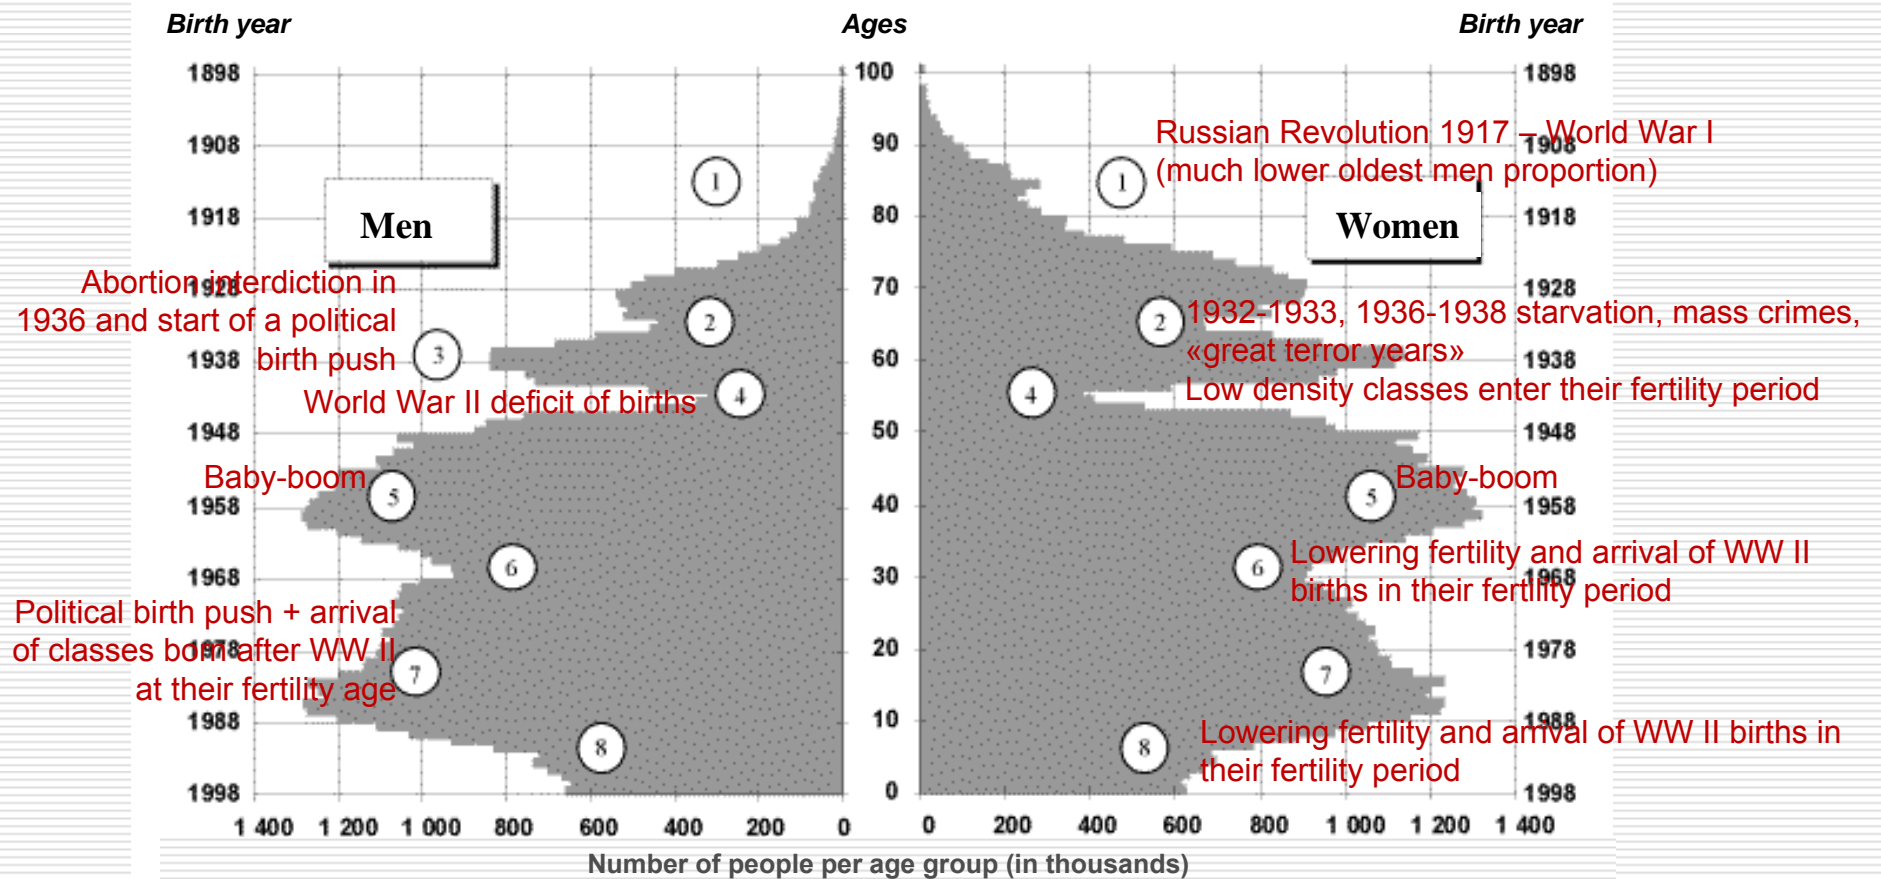 Birth year Ages Birth year
1898 100 1898
1908 90 1908
Russian Revolution 1917 – World War I
(much lower oldest men proportion)
1 1
1918 80 1918
Men Women
Abortion interdiction in
1936 and start of a political
birth push
1928 70 1928
2 2
1932-1933, 1936-1938 starvation, mass crimes,
«great terror years»
3
1938 60 1938
4 4
World War II deficit of births
Low density classes enter their fertility period
1948 50 1948
Baby-boom Baby-boom
5 5
1958 40 1958
6 6
Lowering fertility and arrival of WW II
births in their fertility period
1968 30 1968
Political birth push + arrival
of classes born after WW II
at their fertility age
1978 20 1978
7 7
1988 10 1988
8 8
Lowering fertility and arrival of WW II births in
their fertility period
1998 0 1998
1 400 1 200 1 000 800 600 400 200 0 0 200 400 600 800 1 000 1 200 1 400
Number of people per age group (in thousands)